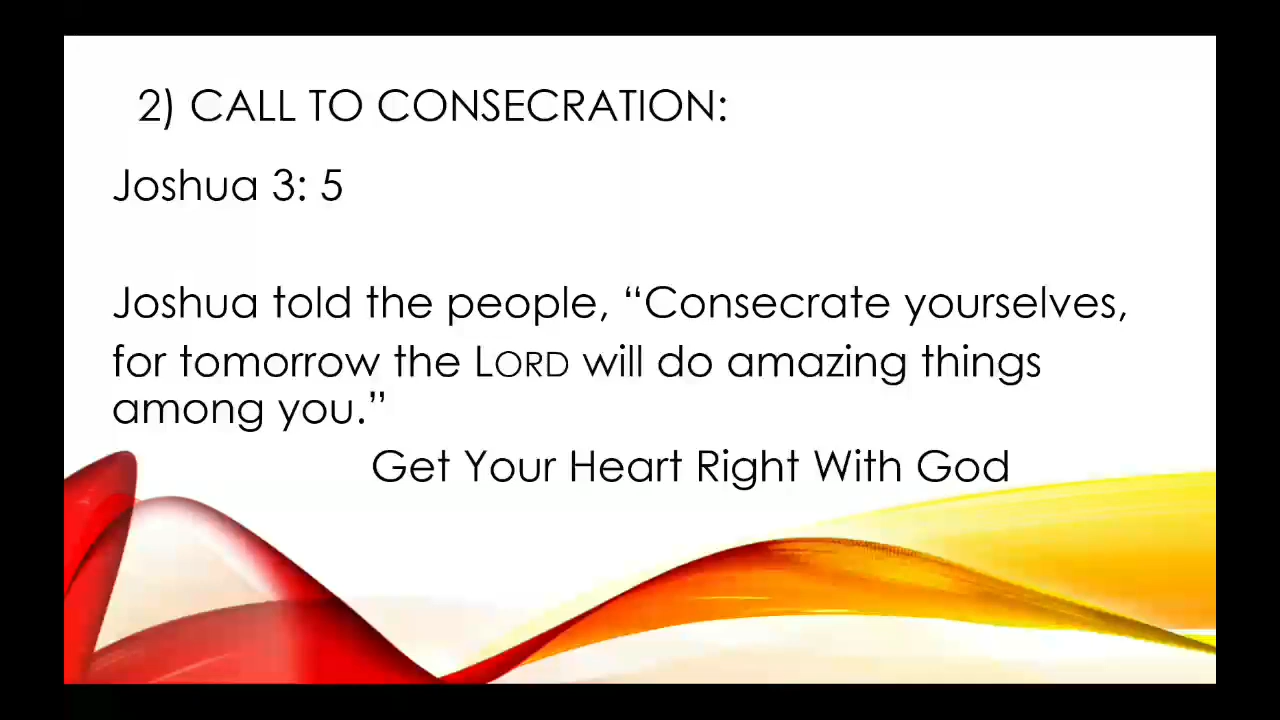 2) CALL TO CONSECRATION:
Joshua 3: 5
Joshua told the people, “Consecrate yourselves,
for tomorrow the LORD will do amazing things
among you.”
Get Your Heart Right With God